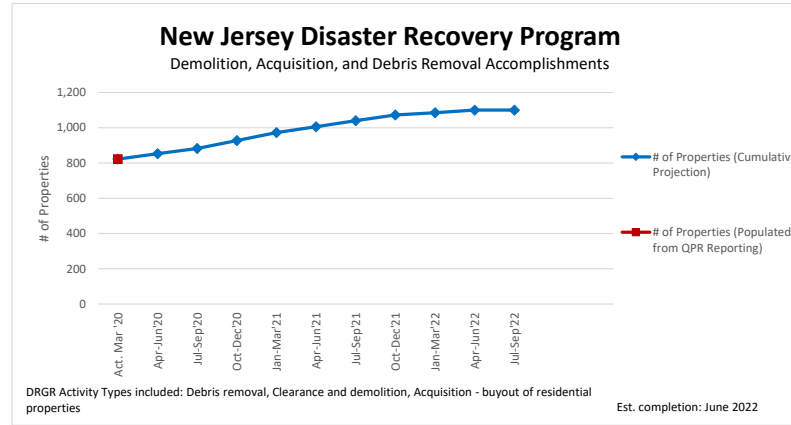 New Jersey Disaster Recovery Program
Demolition, Acquisition, and Debris Removal Accomplishments
# of Properties
1,200
1,000
800
600
400
200
0
Act. Mar '20
Apr-Jun'20
Jul-Sep'20
Oct-Dec'20
Jan-Mar'21
Apr-Jun'21
Jul-Sep'21
Oct-Dec'21
Jan-Mar'22
Apr-Jun'22
Jul-Sep'22
# of Properties (Cumulative
Projection)
# of Properties (Populated
from QPR Reporting)
DRGR Activity Types included: Debris removal, Clearance and demolition, Acquisition - buyout of residential
properties
Est. completion: June 2022